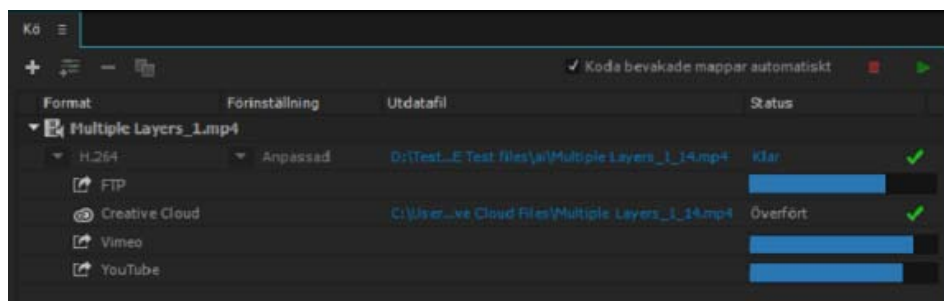 Kö
Koda bevakade mappar automatiskt
Format Förinställning Utdatafil Status
Multiple Layers_1.mp4
H.264 Anpassad D:\Test...E Test files\ai\Multiple Layers_1_14.mp4 Klar
FTP
Creative Cloud C:\User...ve Cloud Files\Multiple Layers_1_14.mp4 Överfört
Vimeo
YouTube